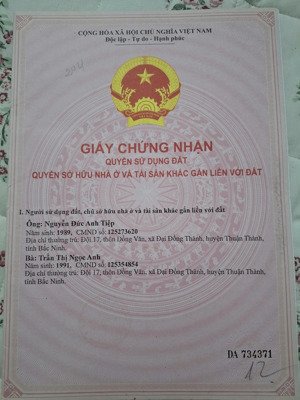 CỘNG HÒA XÃ HỘI CHỦ NGHĨA VIỆT NAM
Độc lập - Tự do - Hạnh phúc
GIẤY CHỨNG NHẬN
QUYỀN SỬ DỤNG ĐẤT
QUYỀN SỞ HỮU NHÀ Ở VÀ TÀI SẢN KHÁC GẮN LIỀN VỚI ĐẤT
I. Người sử dụng đất, chủ sở hữu nhà ở và tài sản khác gắn liền với đất
Ông: Nguyễn Đức Anh Tiệp
Năm sinh: 1989, CMND số: 125273620
Địa chỉ thường trú: Đội 17, thôn Đồng Văn, xã Đại Đồng Thành, huyện Thuận Thành,
tỉnh Bắc Ninh.
Bà: Trần Thị Ngọc Anh
Năm sinh: 1991, CMND số: 125354854
Địa chỉ thường trú: Đội 17, thôn Đồng Văn, xã Đại Đồng Thành, huyện Thuận Thành,
tỉnh Bắc Ninh.
DA 734371
12